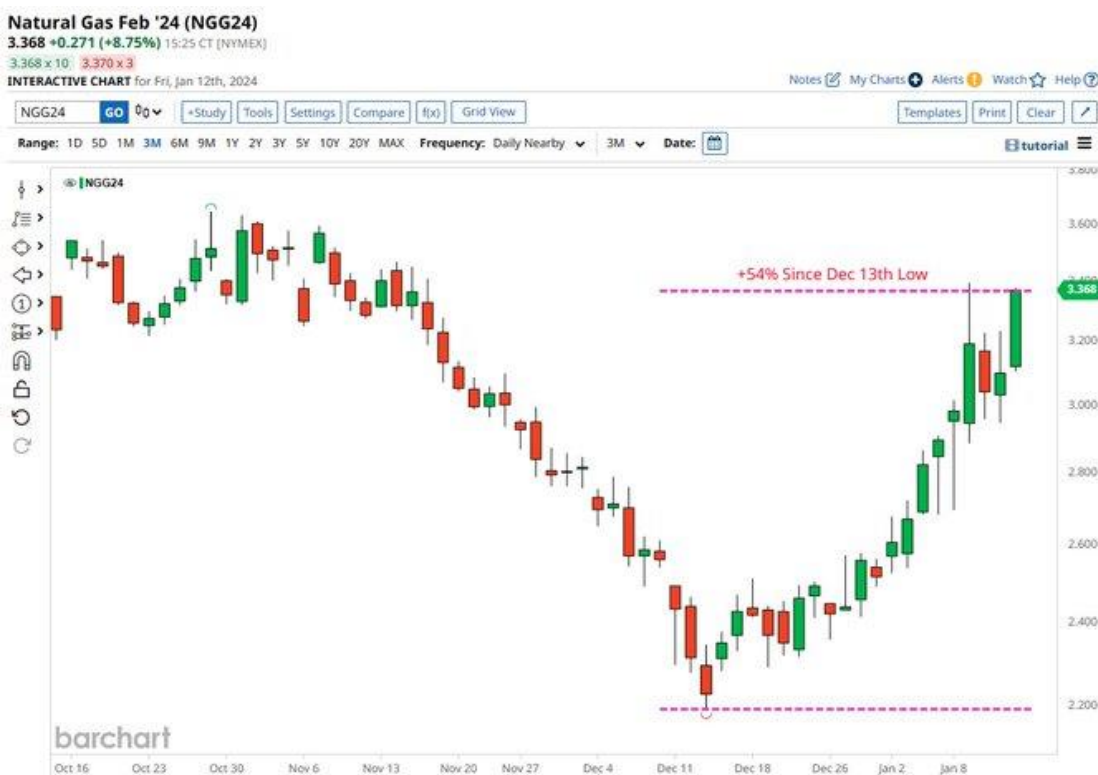 Natural Gas Feb '24 (NGG24)
3.368 +0.271 (+8.75%) 15:25 CT (NYMEX)
3.368 x 10 3.370 x 3
INTERACTIVE CHART for Fri, Jan 12th, 2024
Notes My Charts Alerts Watch Help
NGG24 GO +Study Tools Settings Compare f(x) Grid View Templates Print Clear
Range: 1D 5D 1M 3M 6M 9M 1Y 2Y 3Y 5Y 10Y 20Y MAX Frequency: Daily Nearby 3M Date: tutorial
NGG24
3.800
3.600
+54% Since Dec 13th Low
3.400
3.368
3.200
3.000
2.800
2.600
2.400
2.200
barchart
Oct 16 Oct 23 Oct 30 Nov 6 Nov 13 Nov 20 Nov 27 Dec 4 Dec 11 Dec 18 Dec 26 Jan 2 Jan 8